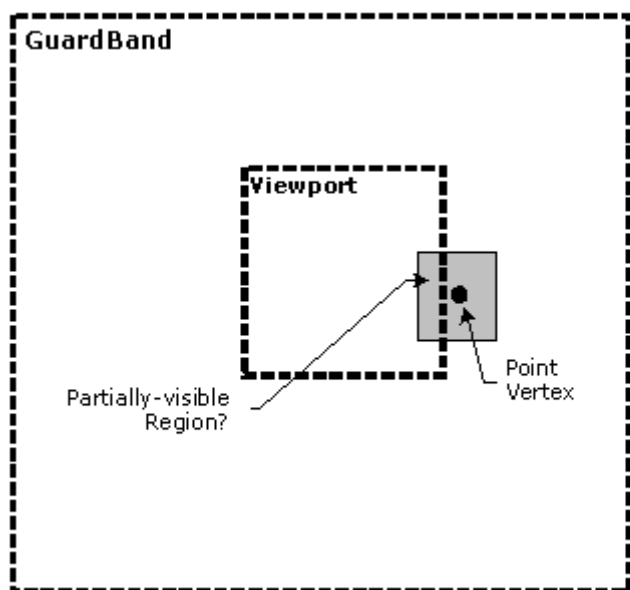 GuardBand
Viewport
Point
Vertex
Partially-visible
Region?